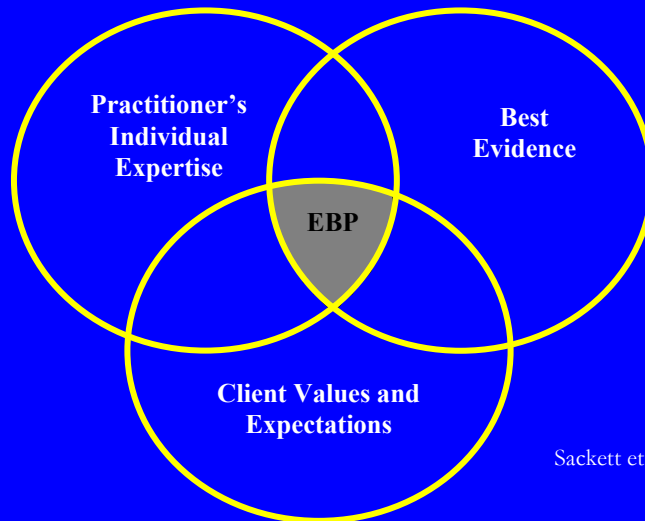 Practitioner's
Individual
Expertise
Best
Evidence
EBP
Client Values and
Expectations
Sackett et